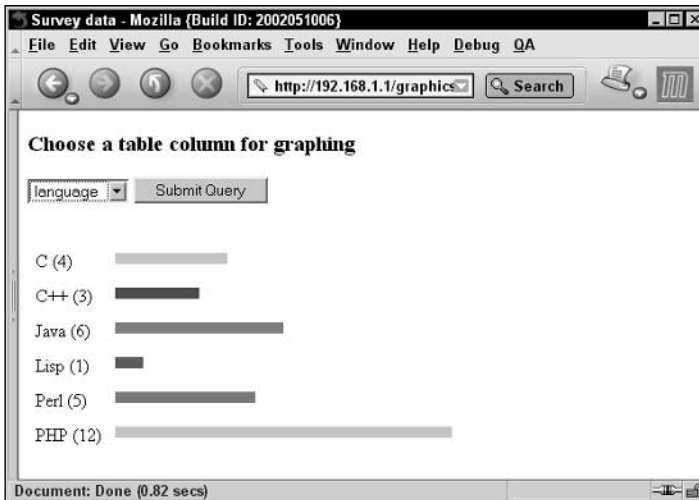 Survey data - Mozilla {Build ID: 2002051006}
File Edit View Go Bookmarks Tools Window Help Debug QA
http://192.168.1.1/graphics Search
Choose a table column for graphing
language Submit Query
C (4)
C++ (3)
Java (6)
Lisp (1)
Perl (5)
PHP (12)
Document: Done (0.82 secs)